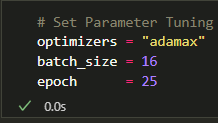 # Set Parameter Tuning
optimizers = "adamax"
batch_size = 16
epoch = 25
0.0s